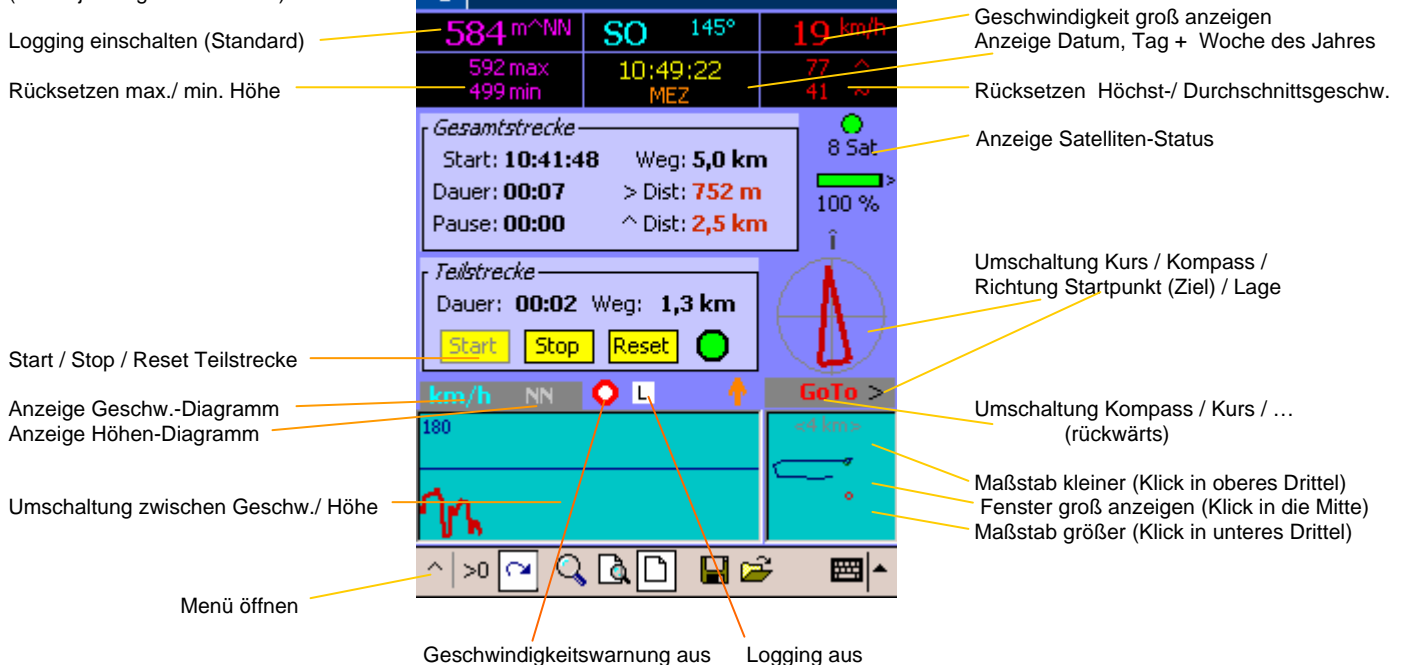 Logging einschalten (Standard)
Rücksetzen max./ min. Höhe
Start / Stop / Reset Teilstrecke
Anzeige Geschw.-Diagramm
Anzeige Höhen-Diagramm
Umschaltung zwischen Geschw./ Höhe
Menü öffnen
584 m^NN
SO 145°
19 km/h
592 max
499 min
10:49:22
MEZ
77 ^
41 ~
Gesamtstrecke
Start: 10:41:48 Weg: 5,0 km
Dauer: 00:07 > Dist: 752 m
Pause: 00:00 ^ Dist: 2,5 km
8 Sat
>
100 %
Teilstrecke
Dauer: 00:02 Weg: 1,3 km
Start Stop Reset
km/h NN L GoTo >
180
<4 km>
^ >0
Geschwindigkeitswarnung aus
Logging aus
Geschwindigkeit groß anzeigen
Anzeige Datum, Tag + Woche des Jahres
Rücksetzen Höchst-/ Durchschnittsgeschw.
Anzeige Satelliten-Status
Umschaltung Kurs / Kompass /
Richtung Startpunkt (Ziel) / Lage
Umschaltung Kompass / Kurs / …
(rückwärts)
Maßstab kleiner (Klick in oberes Drittel)
Fenster groß anzeigen (Klick in die Mitte)
Maßstab größer (Klick in unteres Drittel)